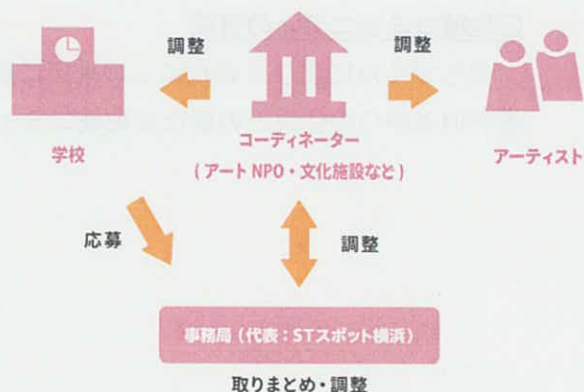 調整
調整
学校
コーディネーター
(アートNPO・文化施設など)
アーティスト
応募
調整
事務局(代表:STスポット横浜)
取りまとめ・調整